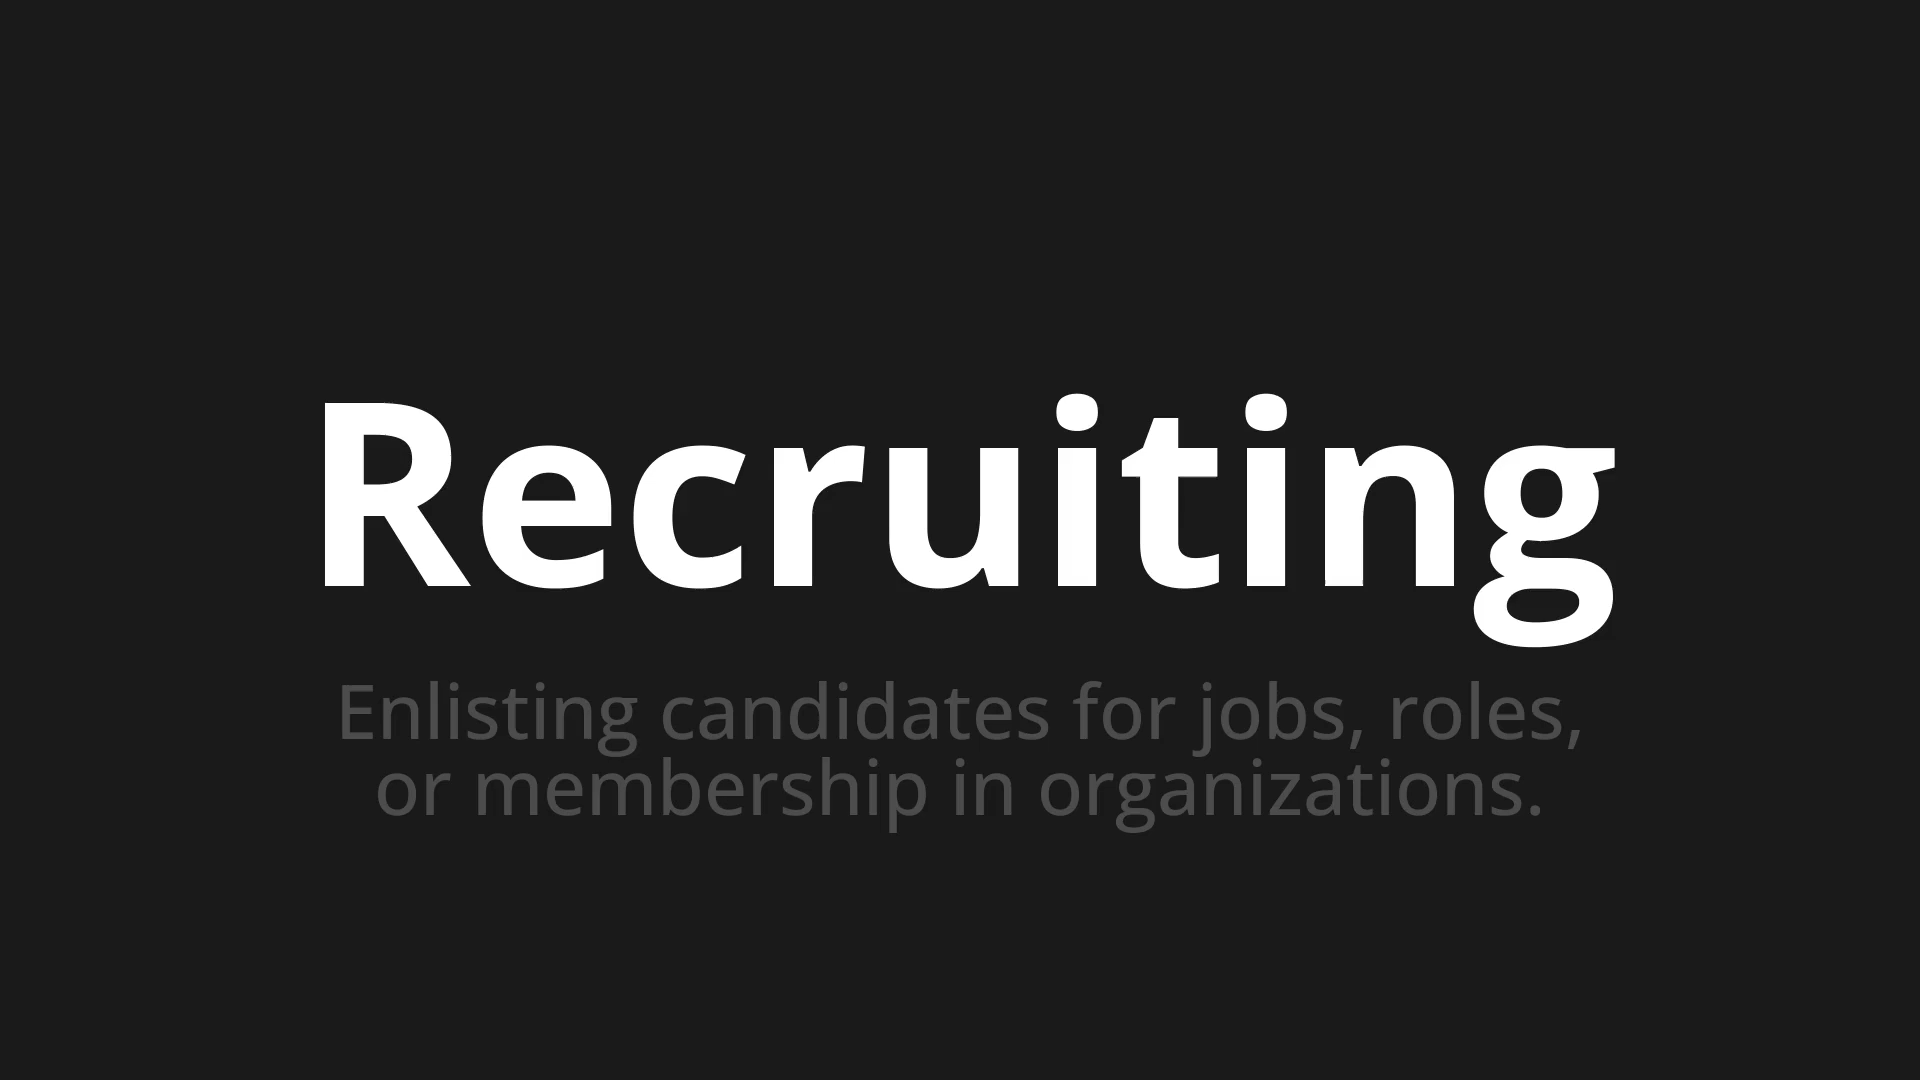 Recruiting
Enlisting candidates for jobs, roles,
or membership in organizations.